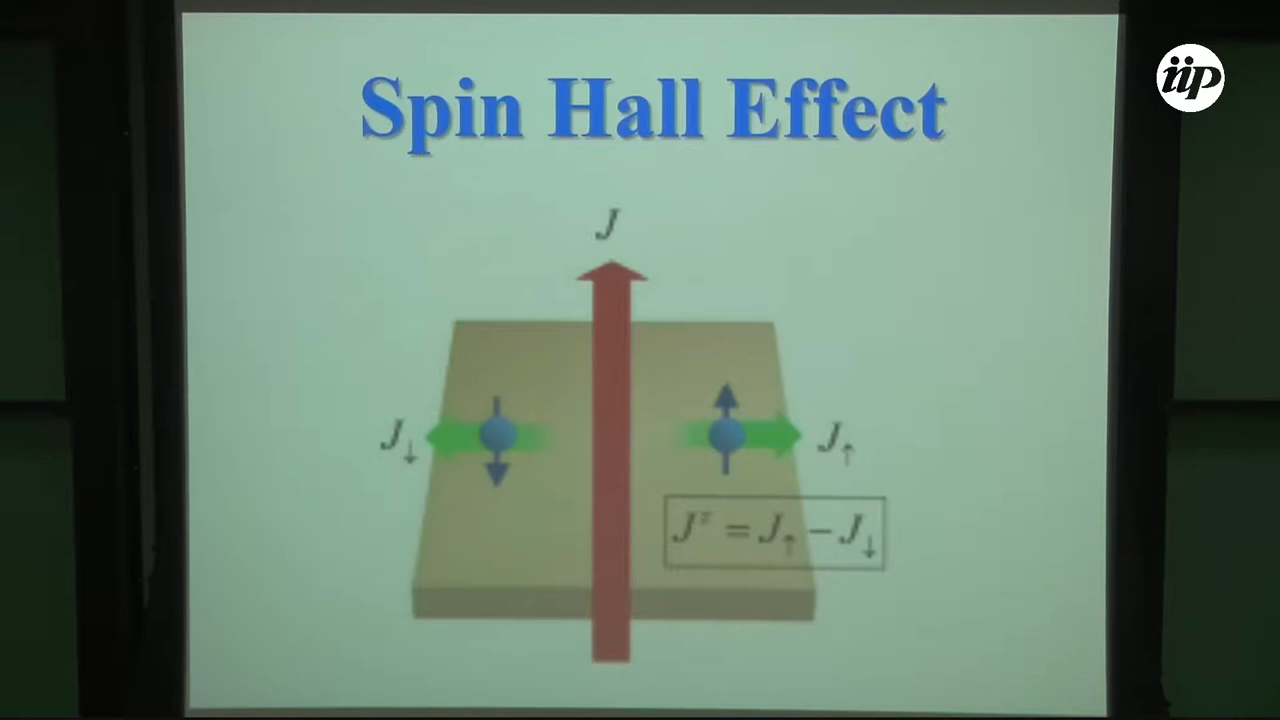 Spin Hall Effect
iip
J
J↓
J↑
J^z = J↑ − J↓